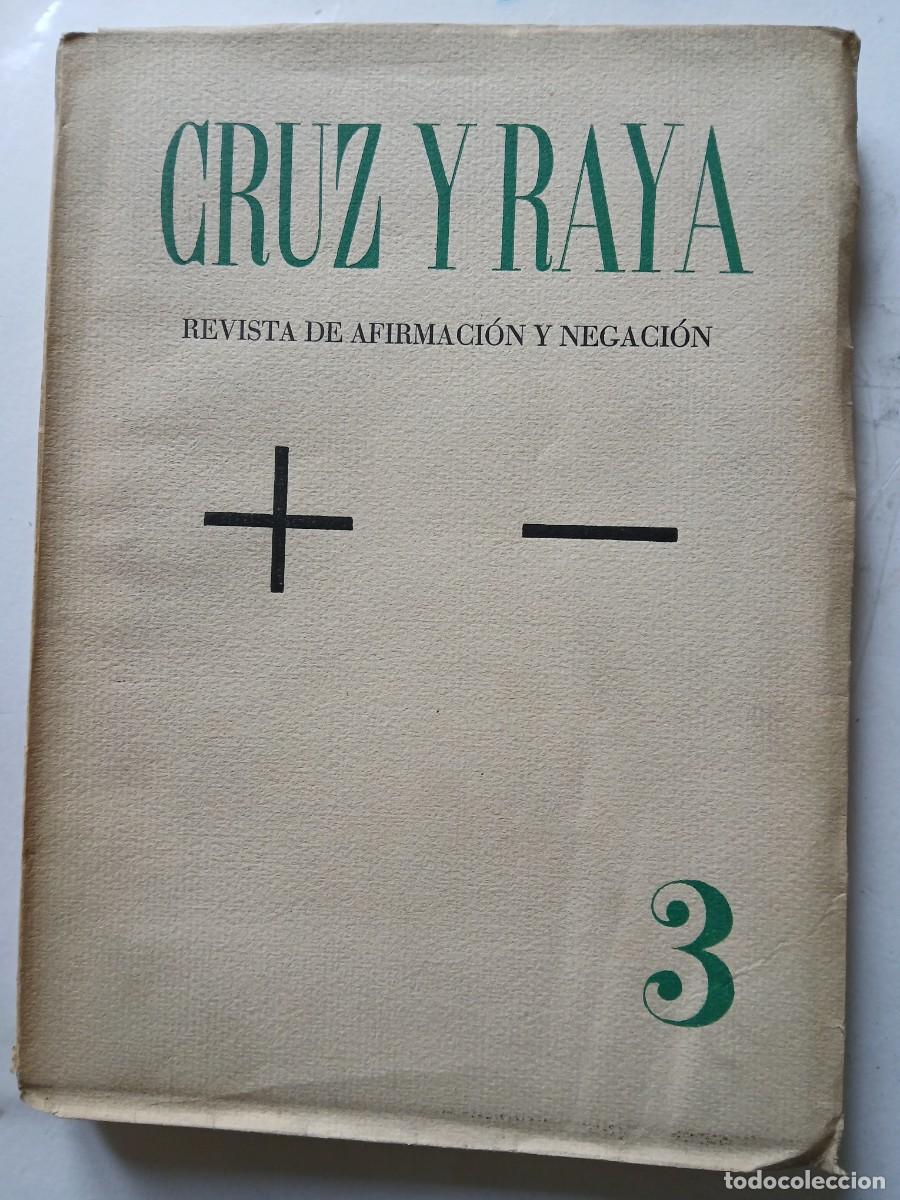 CRUZ Y RAYA
REVISTA DE AFIRMACIÓN Y NEGACIÓN
+ −
3
todocoleccion